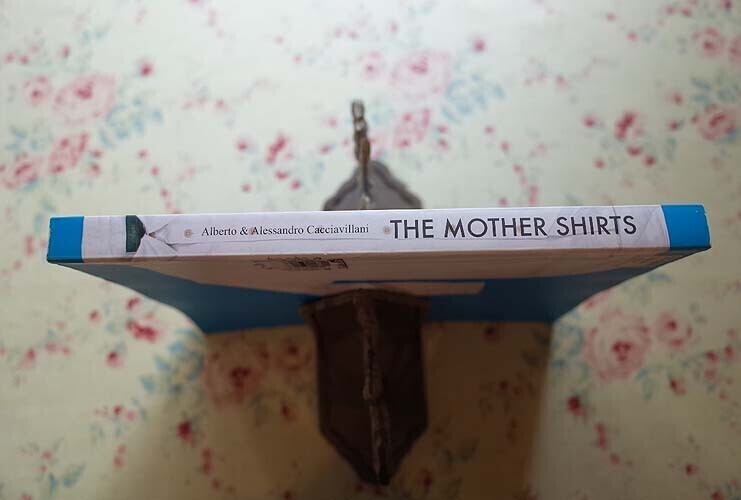 Alberto & Alessandro Cacciavillani THE MOTHER SHIRTS